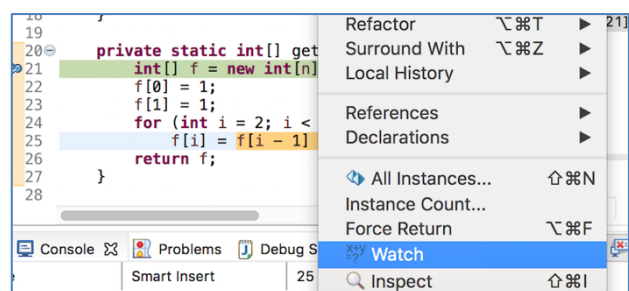 18 }
19
20 private static int[] get
21 int[] f = new int[n]
22 f[0] = 1;
23 f[1] = 1;
24 for (int i = 2; i <
25 f[i] = f[i - 1]
26 return f;
27 }
28
Refactor ⌥⌘T ▶
21]
Surround With ⌥⌘Z ▶
Local History ▶
References ▶
Declarations ▶
All Instances... ⇧⌘N
Instance Count...
Force Return ⌥⌘F
x+y=? Watch
Inspect ⇧⌘I
Console Problems Debug S
Smart Insert 25